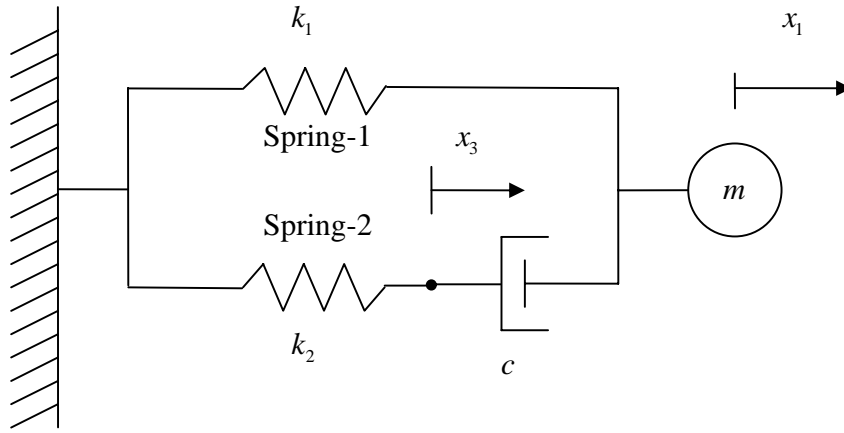 k₁
x₁
Spring-1
x₃
m
Spring-2
k₂
c